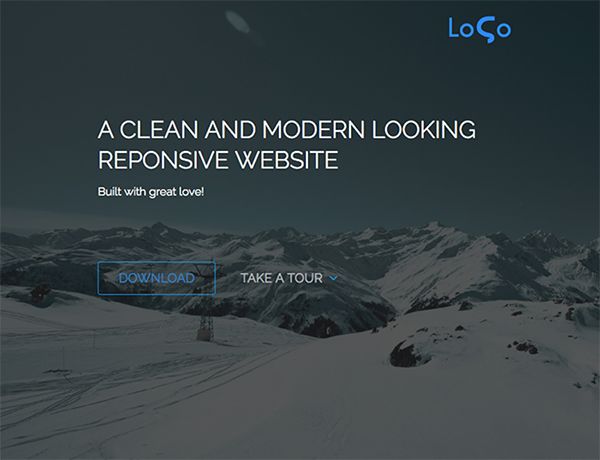 LoGo
A CLEAN AND MODERN LOOKING
REPONSIVE WEBSITE
Built with great love!
DOWNLOAD
TAKE A TOUR